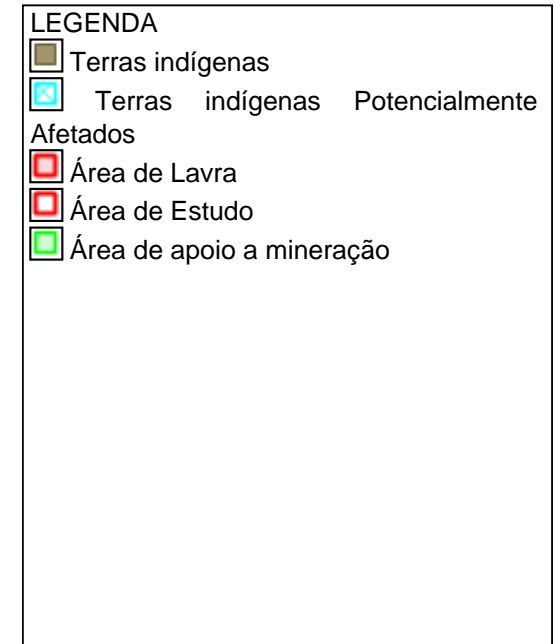 LEGENDA
Terras indígenas
Terras indígenas Potencialmente
Afetados
Área de Lavra
Área de Estudo
Área de apoio a mineração